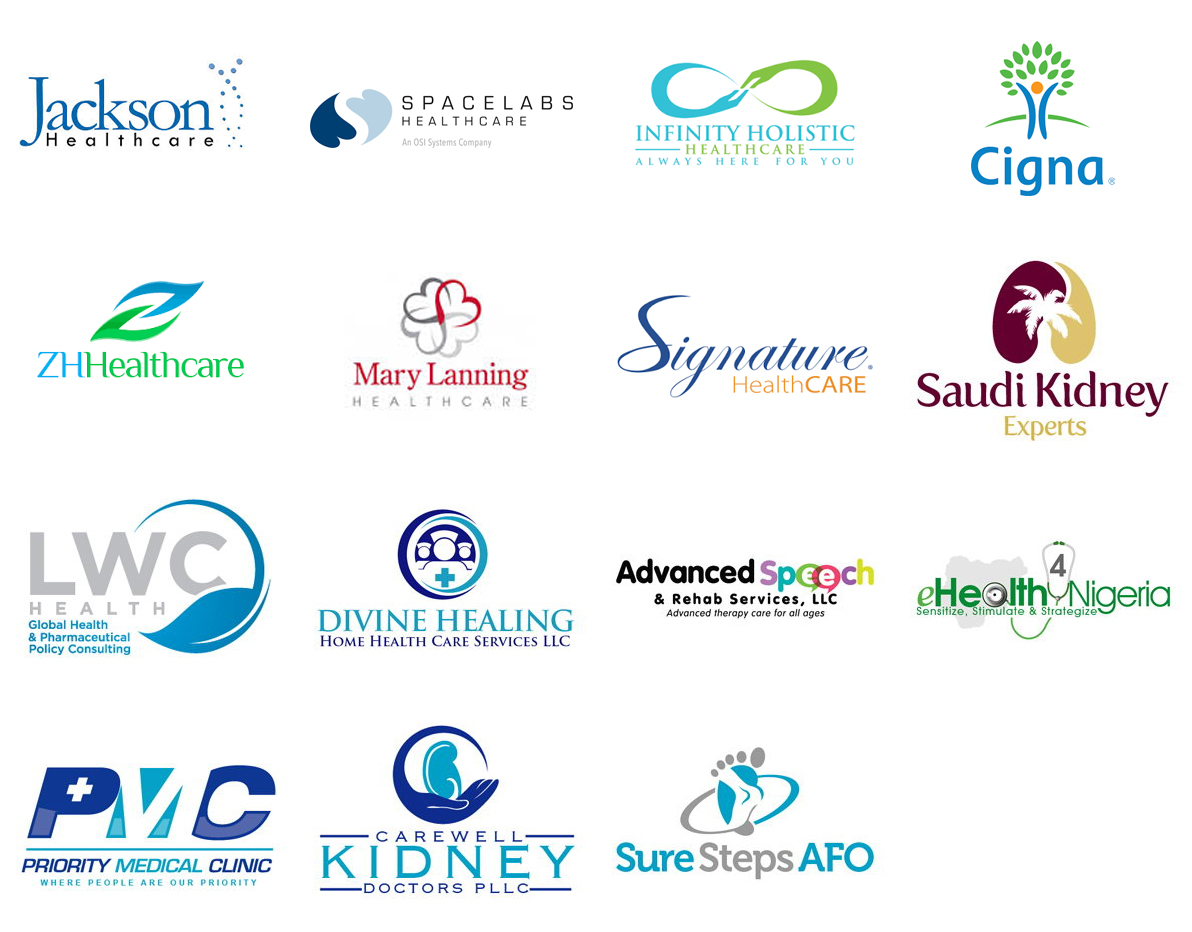 Jackson
Healthcare
SPACELABS
HEALTHCARE
An OSI Systems Company
INFINITY HOLISTIC
HEALTHCARE
ALWAYS HERE FOR YOU
Cigna®
ZHHealthcare
Mary Lanning
HEALTHCARE
Signature®
HealthCARE
Saudi Kidney
Experts
LWC
HEALTH
Global Health
& Pharmaceutical
Policy Consulting
DIVINE HEALING
HOME HEALTH CARE SERVICES LLC
Advanced Speech
& Rehab Services, LLC
Advanced therapy care for all ages
eHealth4Nigeria
Sensitize, Stimulate & Strategize
PMC
PRIORITY MEDICAL CLINIC
WHERE PEOPLE ARE OUR PRIORITY
CAREWELL
KIDNEY
DOCTORS PLLC
Sure Steps AFO